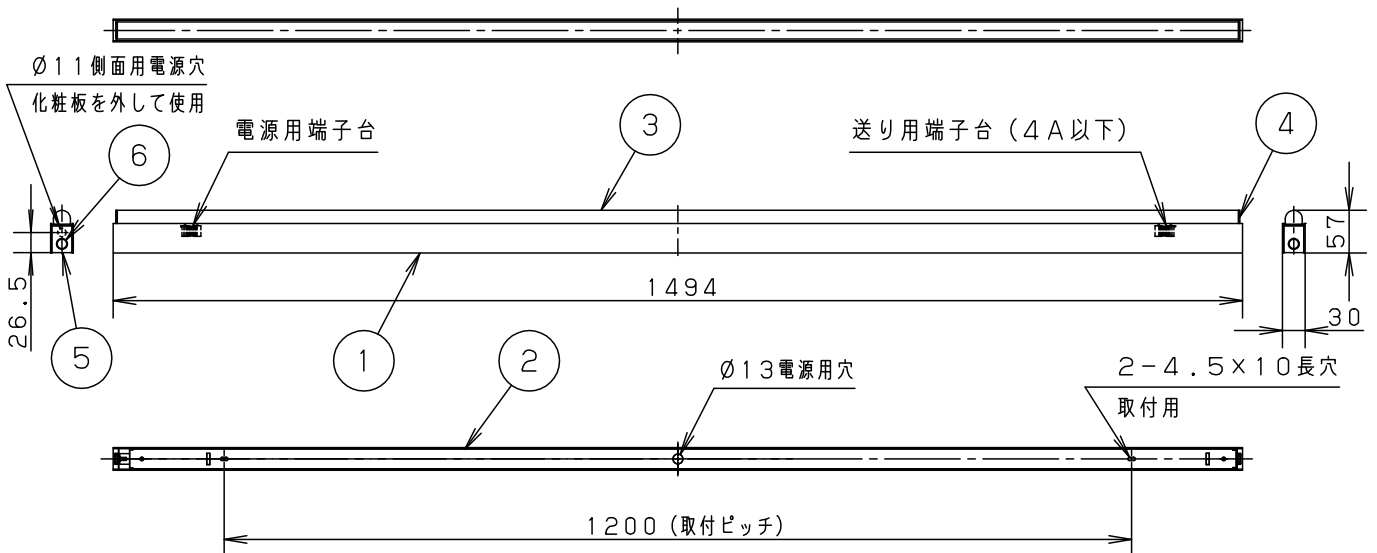 Ø11側面用電源穴
化粧板を外して使用
電源用端子台
③
送り用端子台(4A以下)
④
⑥
57
26.5
1494
30
⑤
①
②
Ø13電源用穴
2-4.5×10長穴
取付用
1200(取付ピッチ)